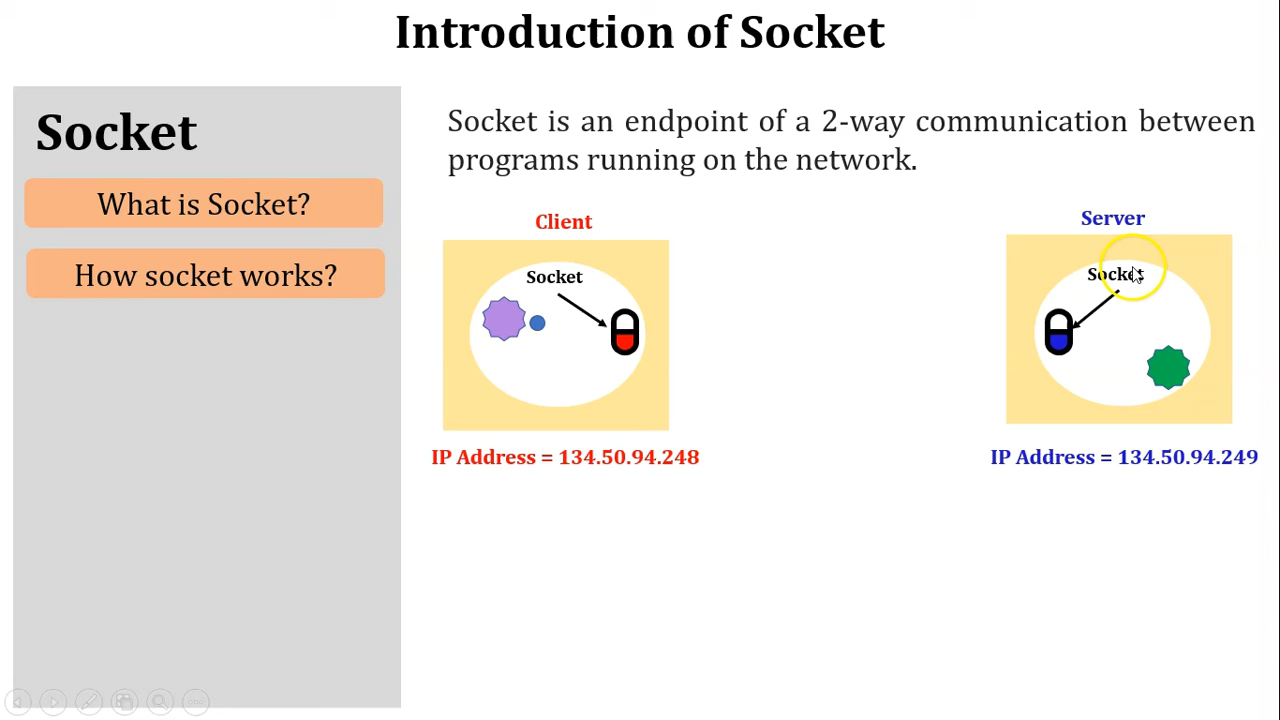 Introduction of Socket
Socket
What is Socket?
How socket works?
Socket is an endpoint of a 2-way communication between
programs running on the network.
Client
Socket
IP Address = 134.50.94.248
Server
Socket
IP Address = 134.50.94.249